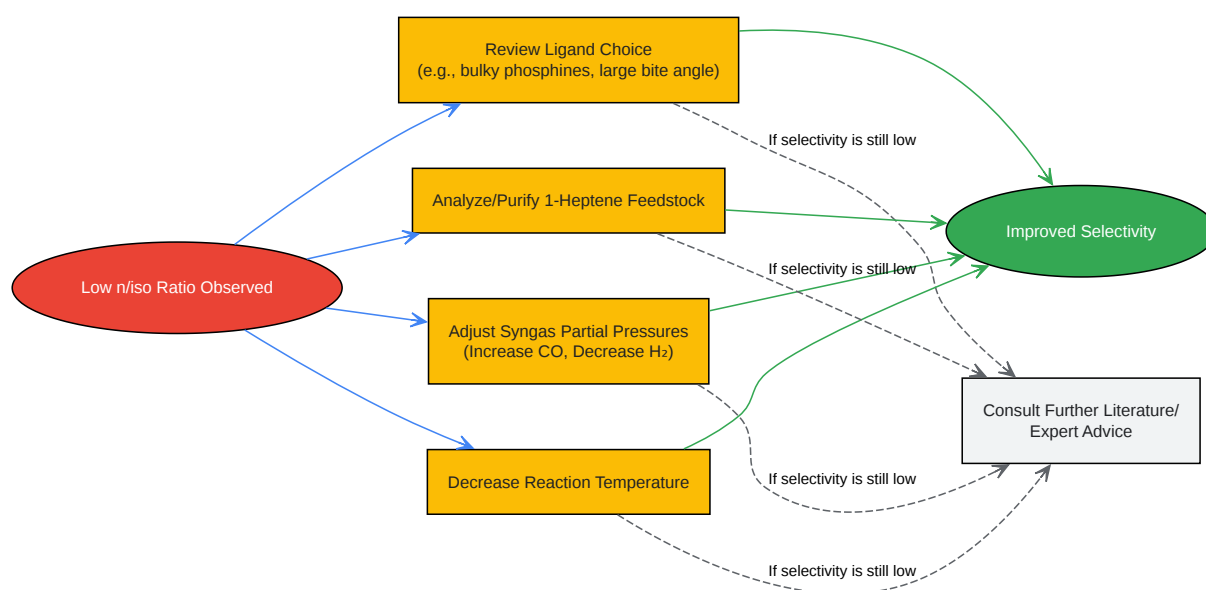 Review Ligand Choice
(e.g., bulky phosphines, large bite angle)
If selectivity is still low
Analyze/Purify 1-Heptene Feedstock
Improved Selectivity
If selectivity is still low
Low n/iso Ratio Observed
Adjust Syngas Partial Pressures
(Increase CO, Decrease H₂)
Consult Further Literature/
Expert Advice
Decrease Reaction Temperature
If selectivity is still low
If selectivity is still low